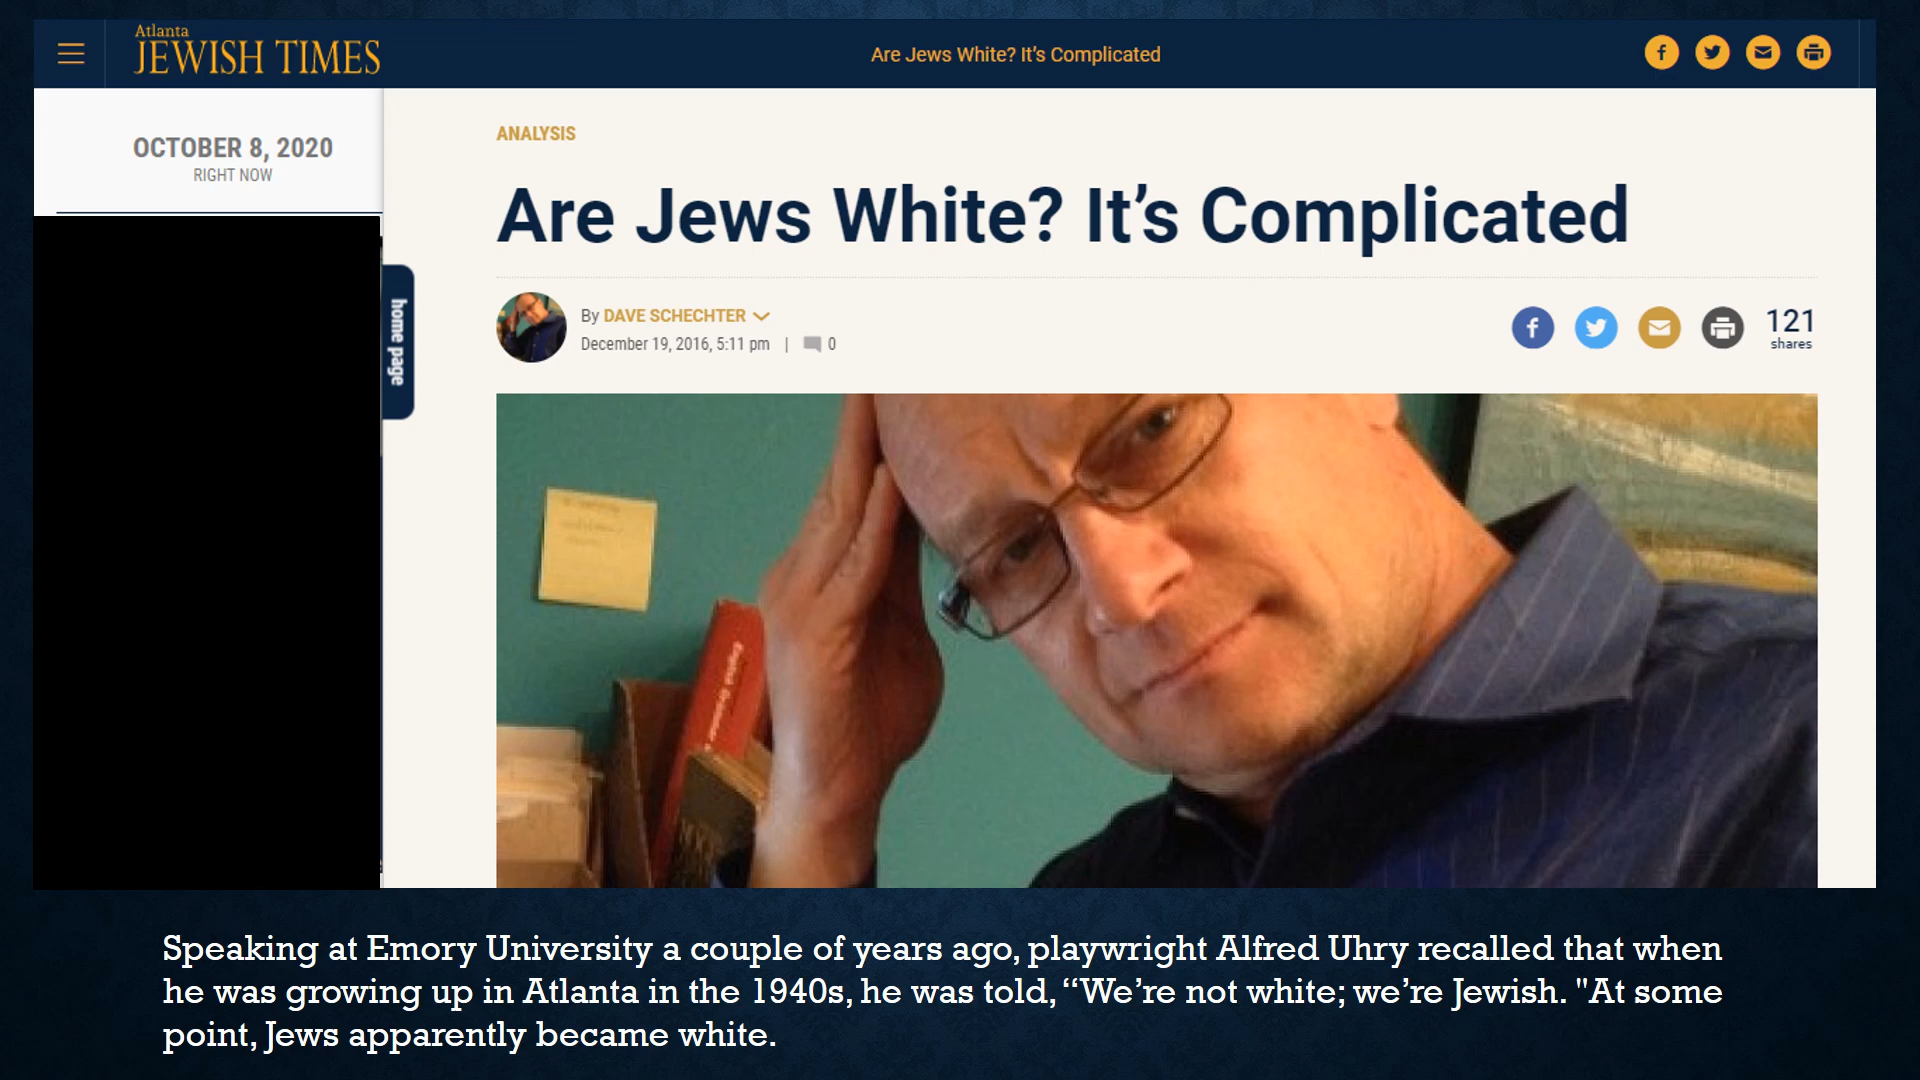 Atlanta
JEWISH TIMES
Are Jews White? It's Complicated
OCTOBER 8, 2020
RIGHT NOW
home page
ANALYSIS
Are Jews White? It's Complicated
By DAVE SCHECHTER
December 19, 2016, 5:11 pm | 0
121
shares
Speaking at Emory University a couple of years ago, playwright Alfred Uhry recalled that when
he was growing up in Atlanta in the 1940s, he was told, “We’re not white; we’re Jewish. "At some
point, Jews apparently became white.